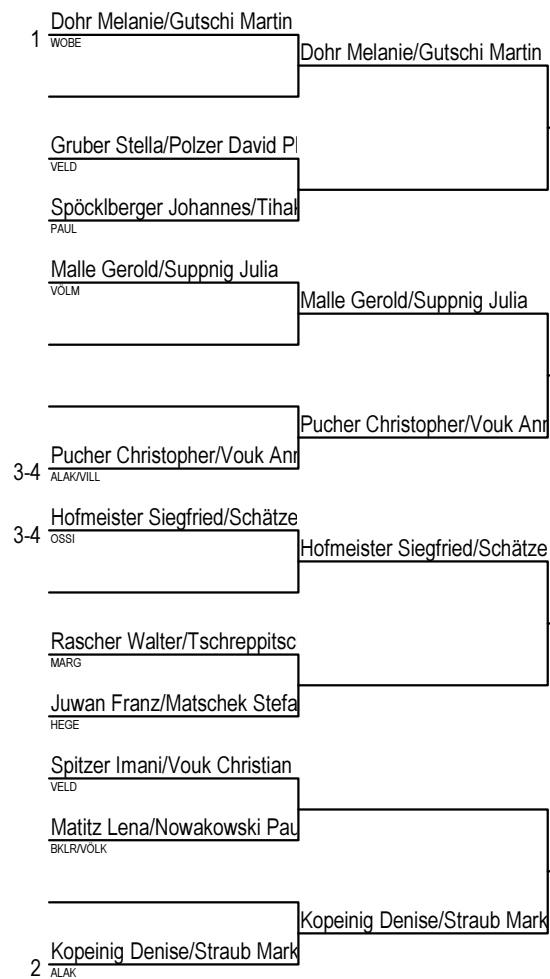 Dohr Melanie/Gutschi Martin
1 WOBE
Dohr Melanie/Gutschi Martin
Gruber Stella/Polzer David
VELD
Spöcklberger Johannes/
PAUL
Malle Gerold/Suppnig Julia
VÖLM
Malle Gerold/Suppnig Julia
Pucher Christopher/Vouk
Pucher Christopher/Vouk
3-4 ALAK/VILL
Hofmeister Siegfried/Schätze
3-4 OSSI
Hofmeister Siegfried/Schätze
Rascher Walter/Tschreppitsc
MARG
Juwan Franz/Matschek Stefa
HEGE
Spitzer Imani/Vouk Christian
VELD
Matitz Lena/Nowakowski Pau
BKLR/VÖLK
Kopeinig Denise/Straub Mark
Kopeinig Denise/Straub Mark
2 ALAK